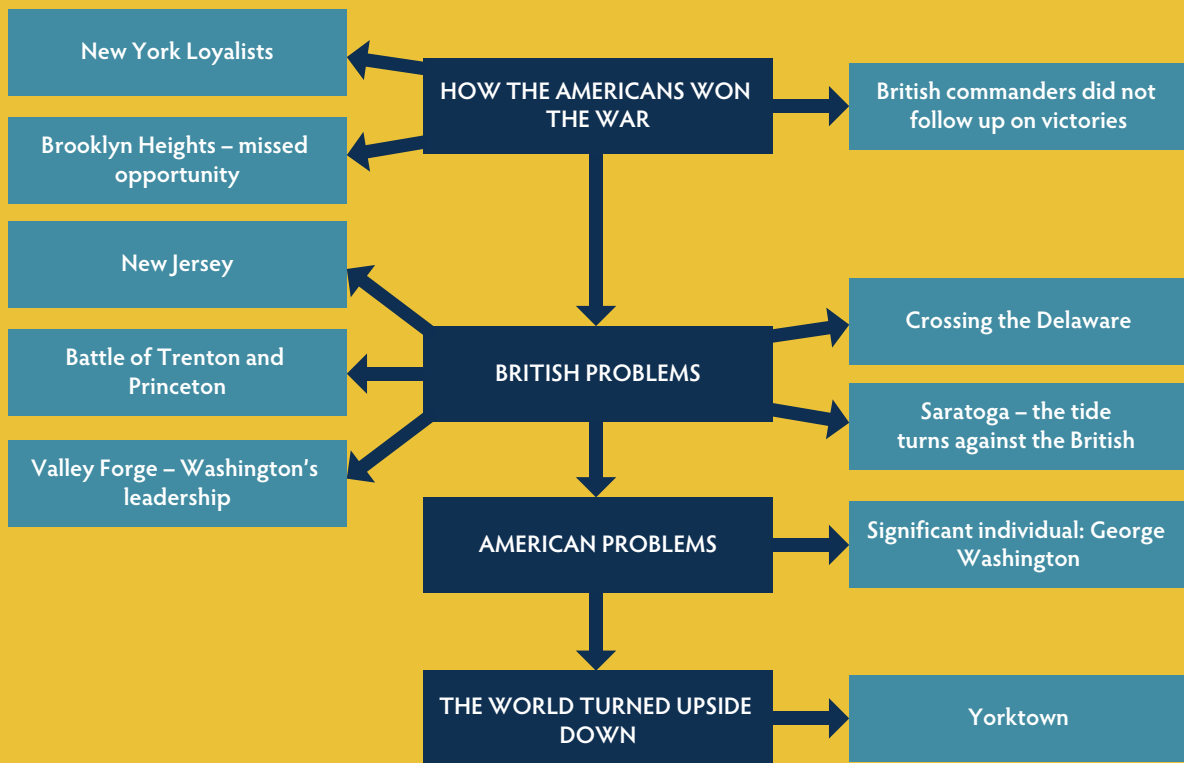 New York Loyalists
HOW THE AMERICANS WON
THE WAR
British commanders did not
follow up on victories
Brooklyn Heights – missed
opportunity
New Jersey
Crossing the Delaware
Battle of Trenton and
Princeton
BRITISH PROBLEMS
Saratoga – the tide
turns against the British
Valley Forge – Washington’s
leadership
AMERICAN PROBLEMS
Significant individual: George
Washington
THE WORLD TURNED UPSIDE
DOWN
Yorktown